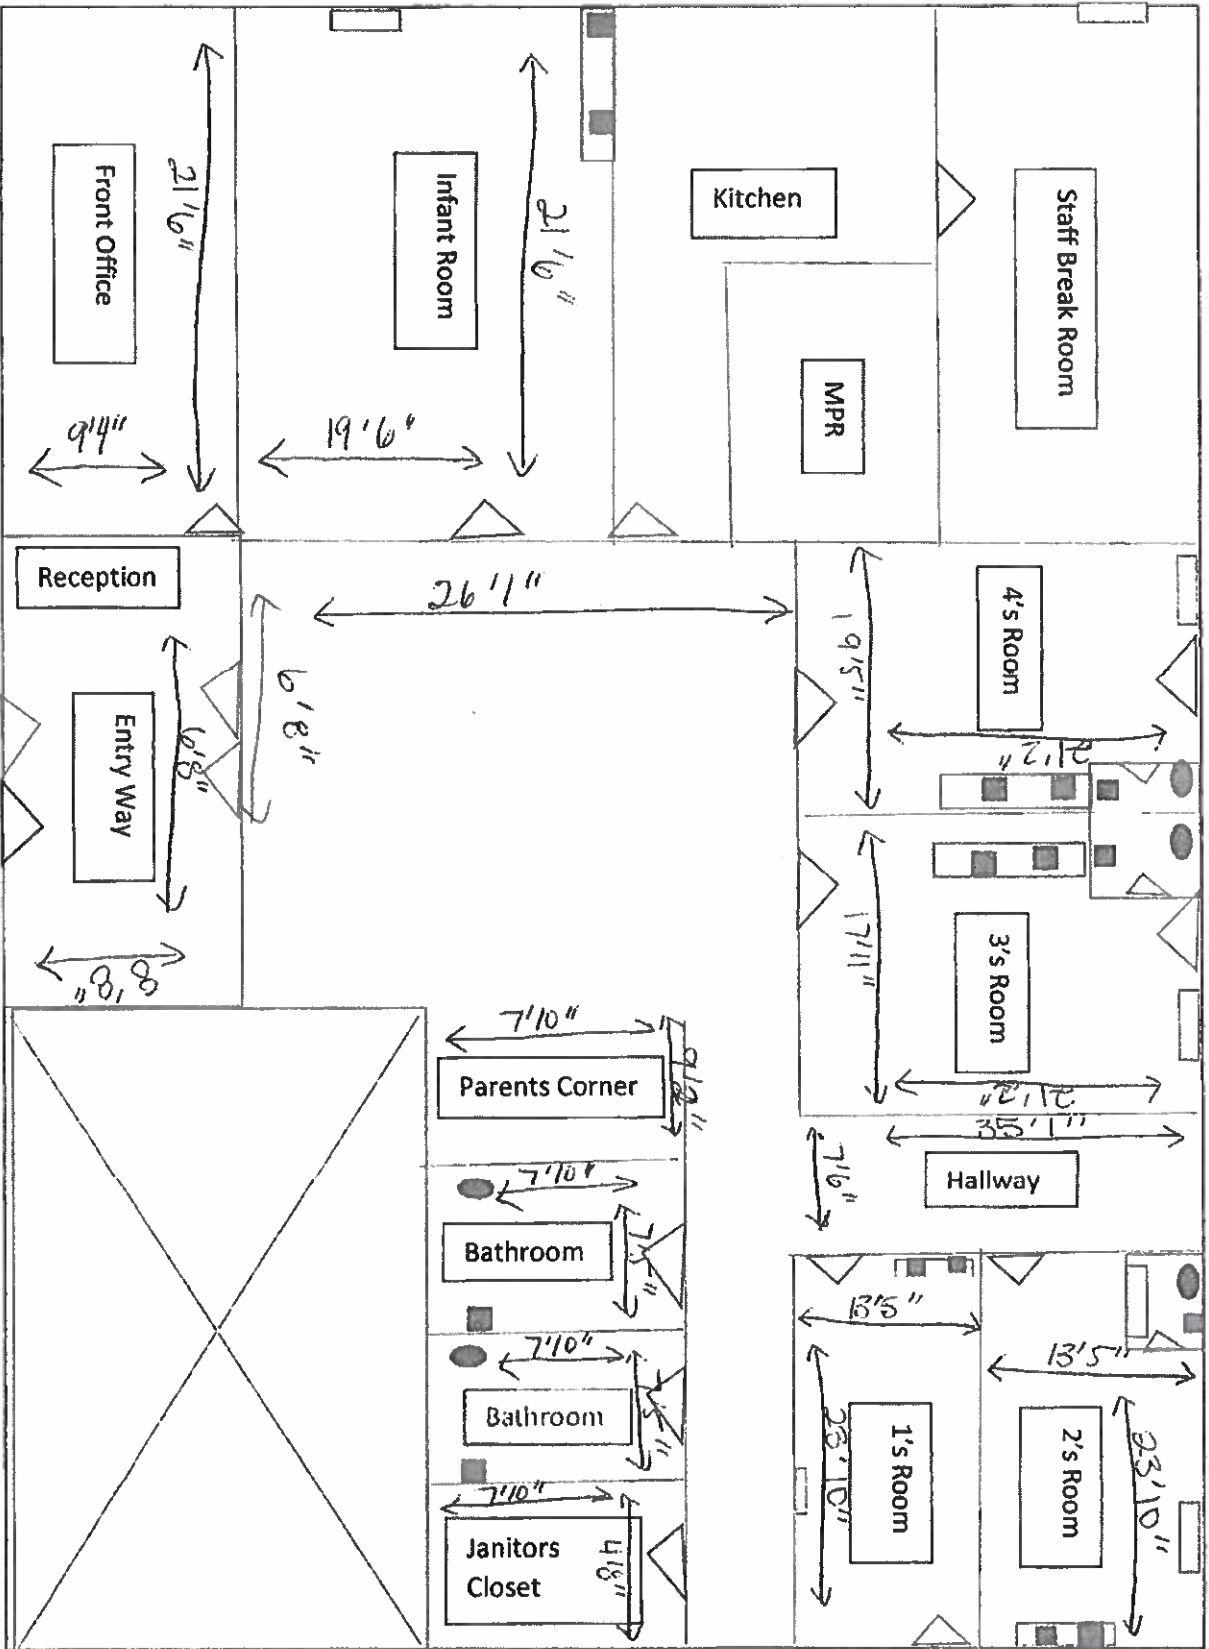 Front Office
21'6"
9'4"
Infant Room
21'6"
19'6"
Kitchen
MPR
Staff Break Room
Reception
Entry Way
6'8"
6'8"
8'8"
26'1"
4's Room
19'5"
21'2"
3's Room
17'11"
21'2"
35'1"
Hallway
7'6"
7'10"
Parents Corner
9'2"
7'10"
Bathroom
7'10"
Bathroom
7'10"
Janitors
Closet
4'8"
13'5"
1's Room
23'10"
13'5"
2's Room
23'10"